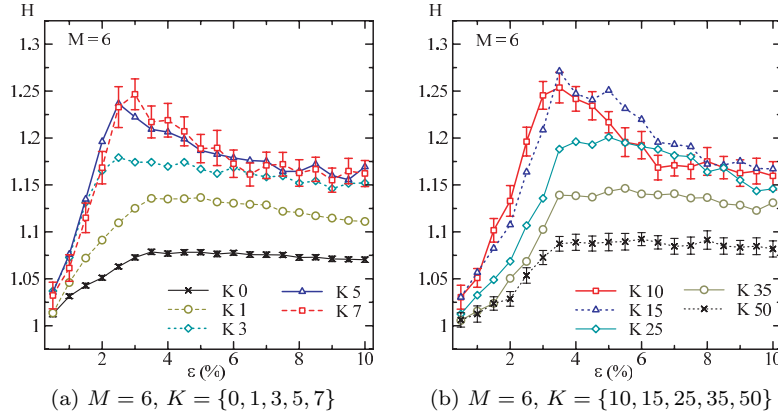 H
M=6
1.3
1.25
1.2
1.15
1.1
1.05
1
K 0
K 1
K 3
K 5
K 7
2 4 6 8 10
ε (%)
(a) M = 6, K = {0, 1, 3, 5, 7}
H
M=6
1.3
1.25
1.2
1.15
1.1
1.05
1
K 10
K 15
K 25
K 35
K 50
2 4 6 8 10
ε (%)
(b) M = 6, K = {10, 15, 25, 35, 50}